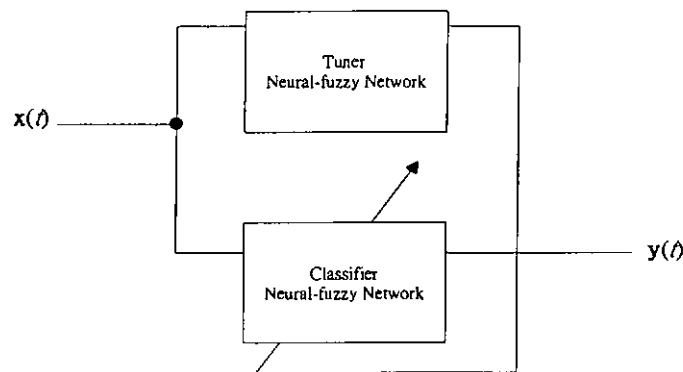 Tuner
Neural-fuzzy Network
x(t)
y(t)
Classifier
Neural-fuzzy Network